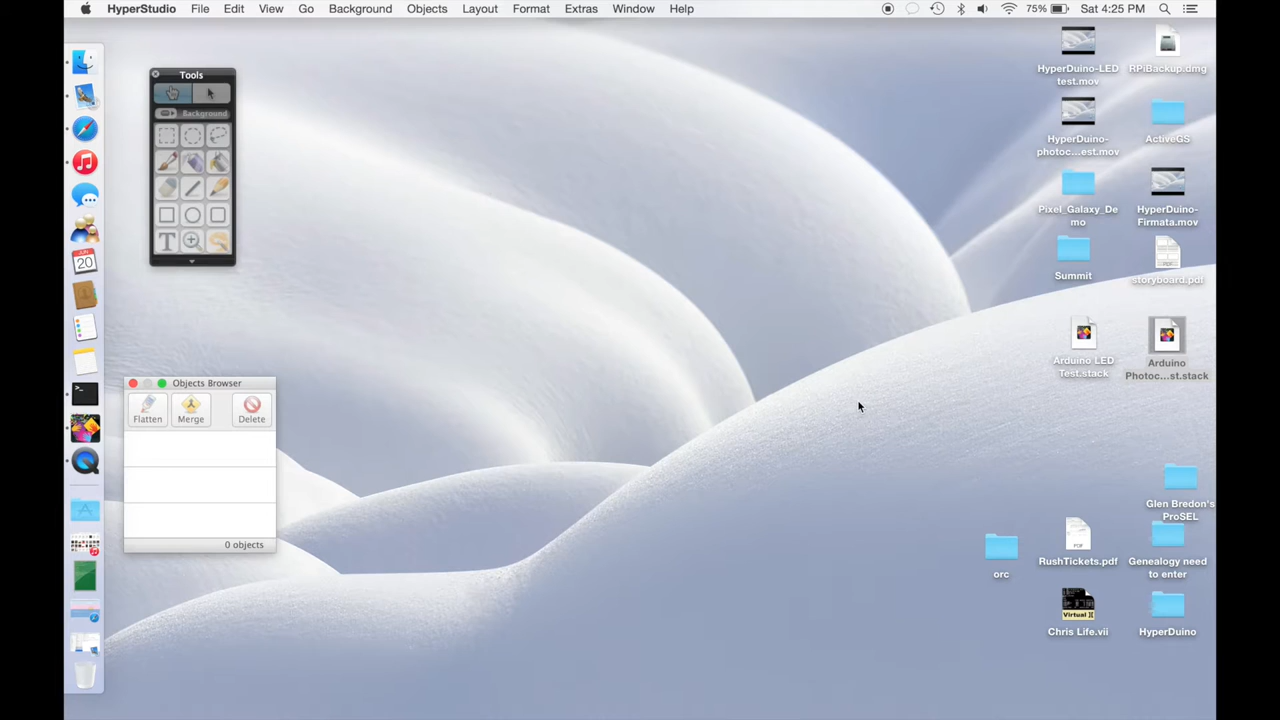 HyperStudio File Edit View Go Background Objects Layout Format Extras Window Help 75% Sat 4:25 PM
Tools
Background
T
Objects Browser
Flatten Merge Delete
0 objects
HyperDuino-LED
test.mov
RPiBackup.dmg
HyperDuino-
photoc...est.mov
ActiveGS
Pixel_Galaxy_De
mo
HyperDuino-
Firmata.mov
Summit
storyboard.pdf
Arduino LED
Test.stack
Arduino
Photoc...st.stack
Glen Bredon's
ProSEL
orc
PDF
RushTickets.pdf
Genealogy need
to enter
Virtual ][
Chris Life.vii
HyperDuino
JUN
20